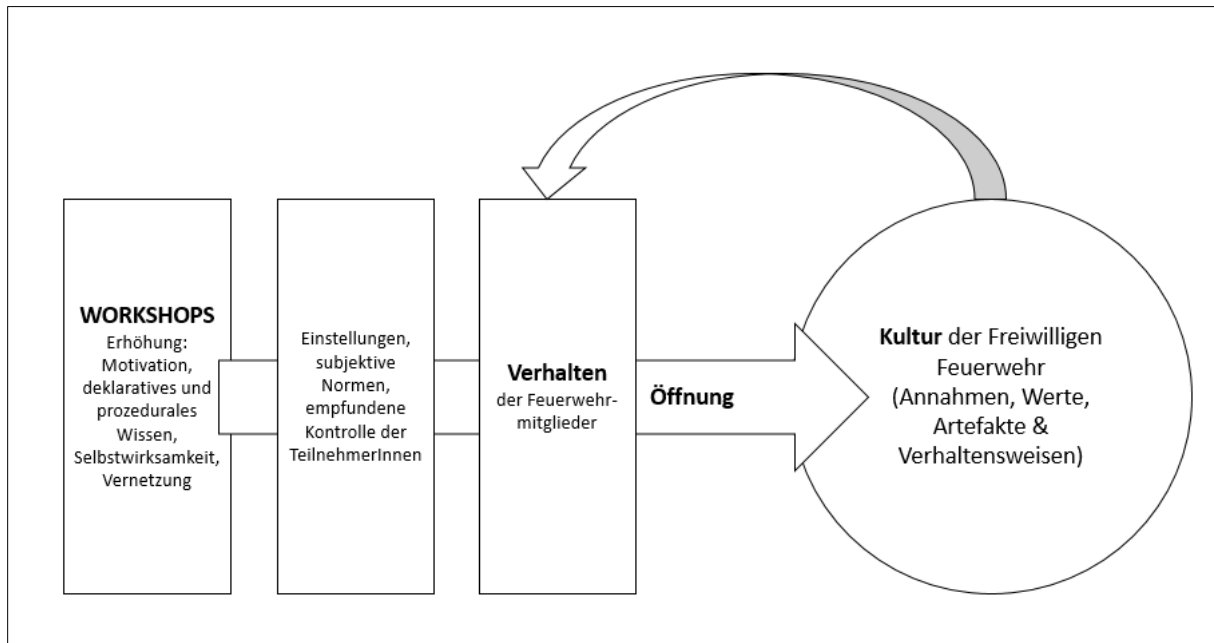 WORKSHOPS
Erhöhung:
Motivation,
deklaratives und
prozedurales
Wissen,
Selbstwirksamkeit,
Vernetzung
Einstellungen,
subjektive
Normen,
empfundene
Kontrolle der
TeilnehmerInnen
Verhalten
der Feuerwehr-
mitglieder
Öffnung
Kultur der Freiwilligen
Feuerwehr
(Annahmen, Werte,
Artefakte &
Verhaltensweisen)